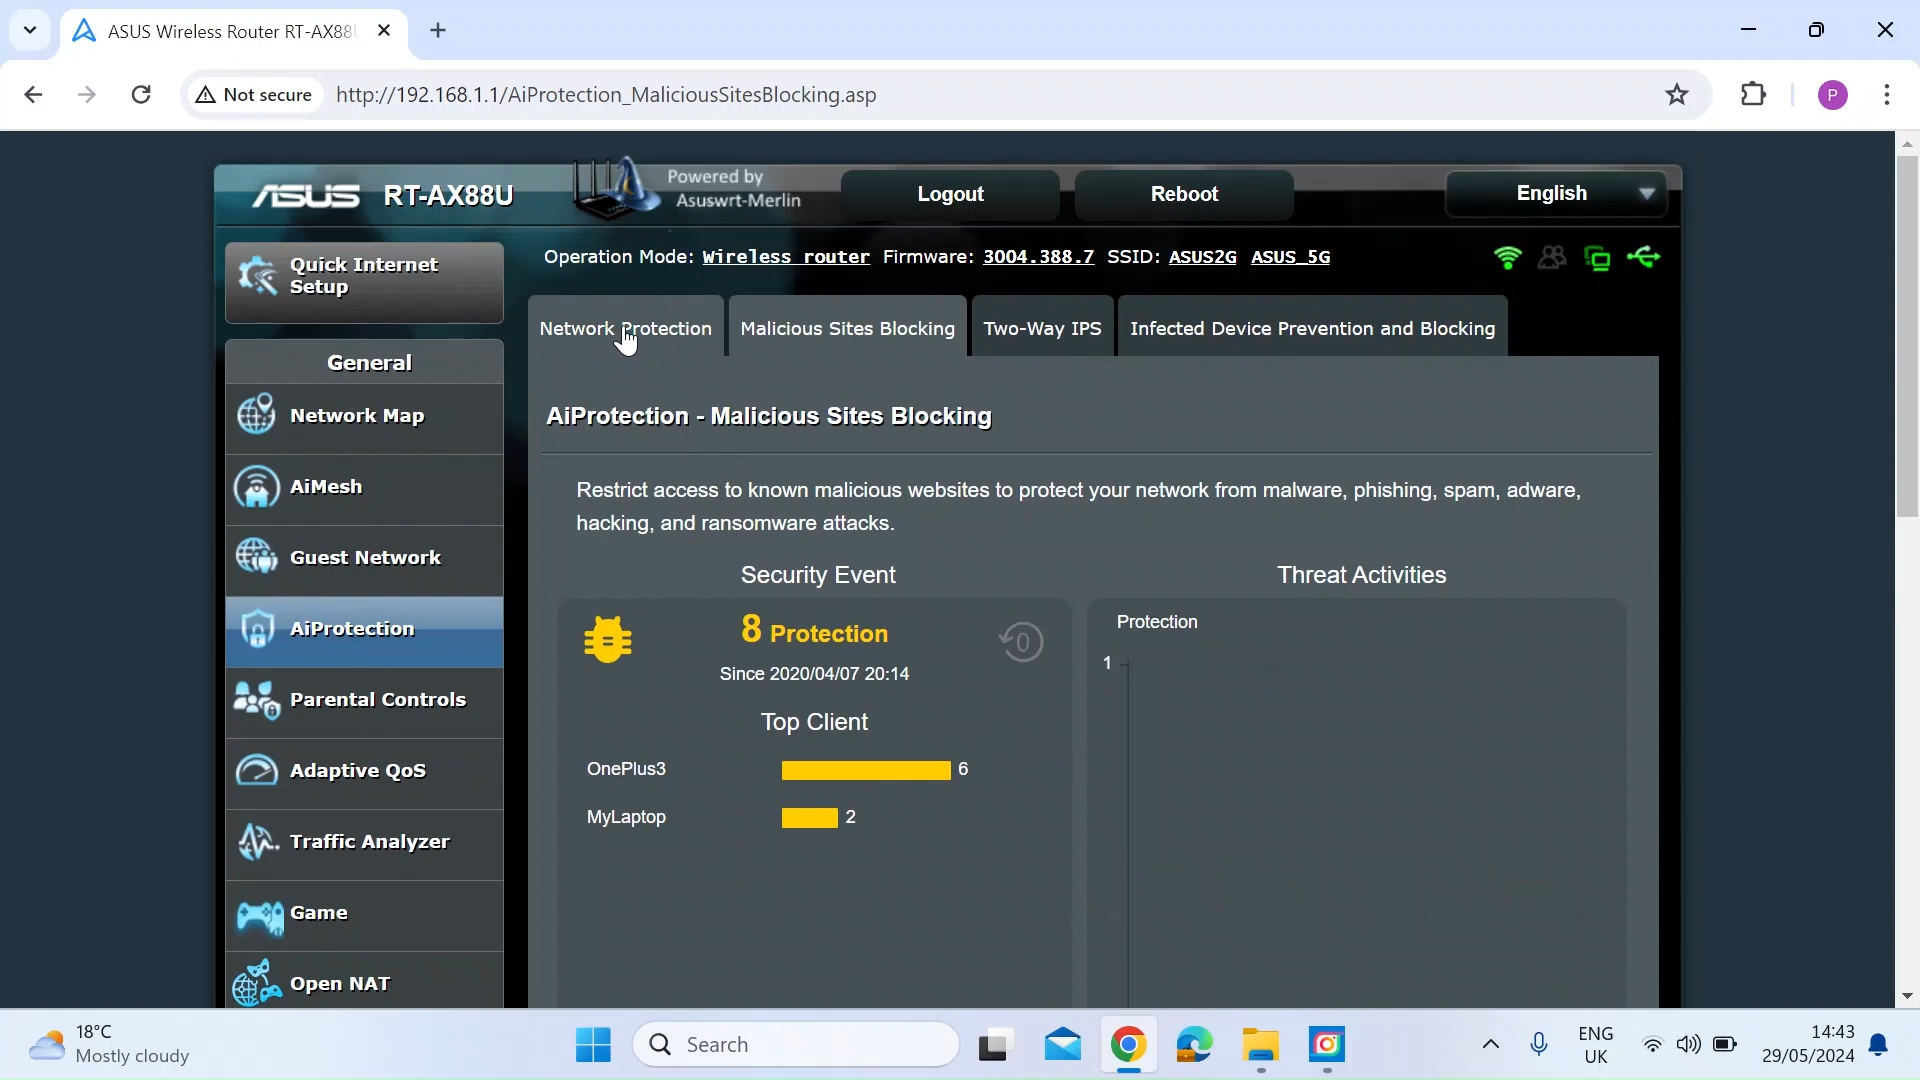 ASUS Wireless Router RT-AX88U
Not secure http://192.168.1.1/AiProtection_MaliciousSitesBlocking.asp
P
ASUS RT-AX88U
Powered by
Asuswrt-Merlin
Logout
Reboot
English
Operation Mode: Wireless router Firmware: 3004.388.7 SSID: ASUS2G ASUS_5G
Quick Internet
Setup
General
Network Map
AiMesh
Guest Network
AiProtection
Parental Controls
Adaptive QoS
Traffic Analyzer
Game
Open NAT
Network Protection
Malicious Sites Blocking
Two-Way IPS
Infected Device Prevention and Blocking
AiProtection - Malicious Sites Blocking
Restrict access to known malicious websites to protect your network from malware, phishing, spam, adware,
hacking, and ransomware attacks.
Security Event
8 Protection
0
Since 2020/04/07 20:14
Top Client
OnePlus3 6
MyLaptop 2
Threat Activities
Protection
1
18°C
Mostly cloudy
Search
ENG
UK
14:43
29/05/2024